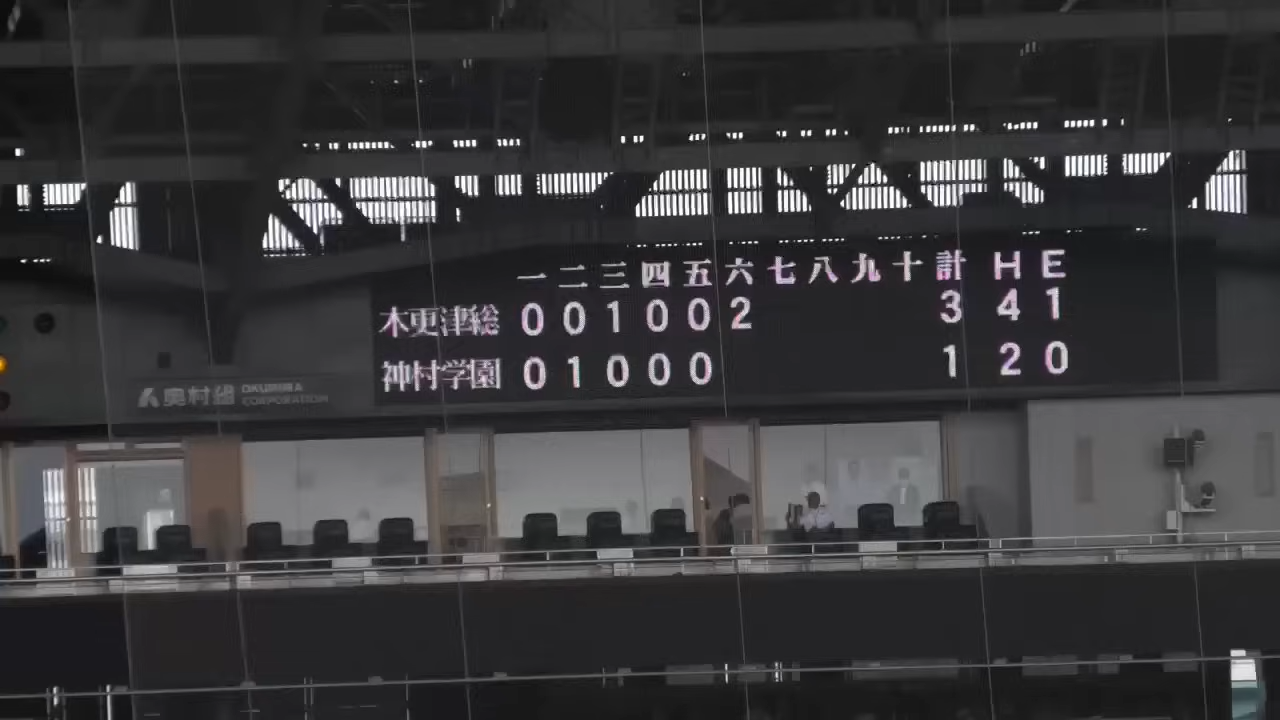 一 二 三 四 五 六 七 八 九 十 計 H E
木更津総 0 0 1 0 0 2 3 4 1
神村学園 0 1 0 0 0 1 2 0
奥村組 OKUMURA CORPORATION